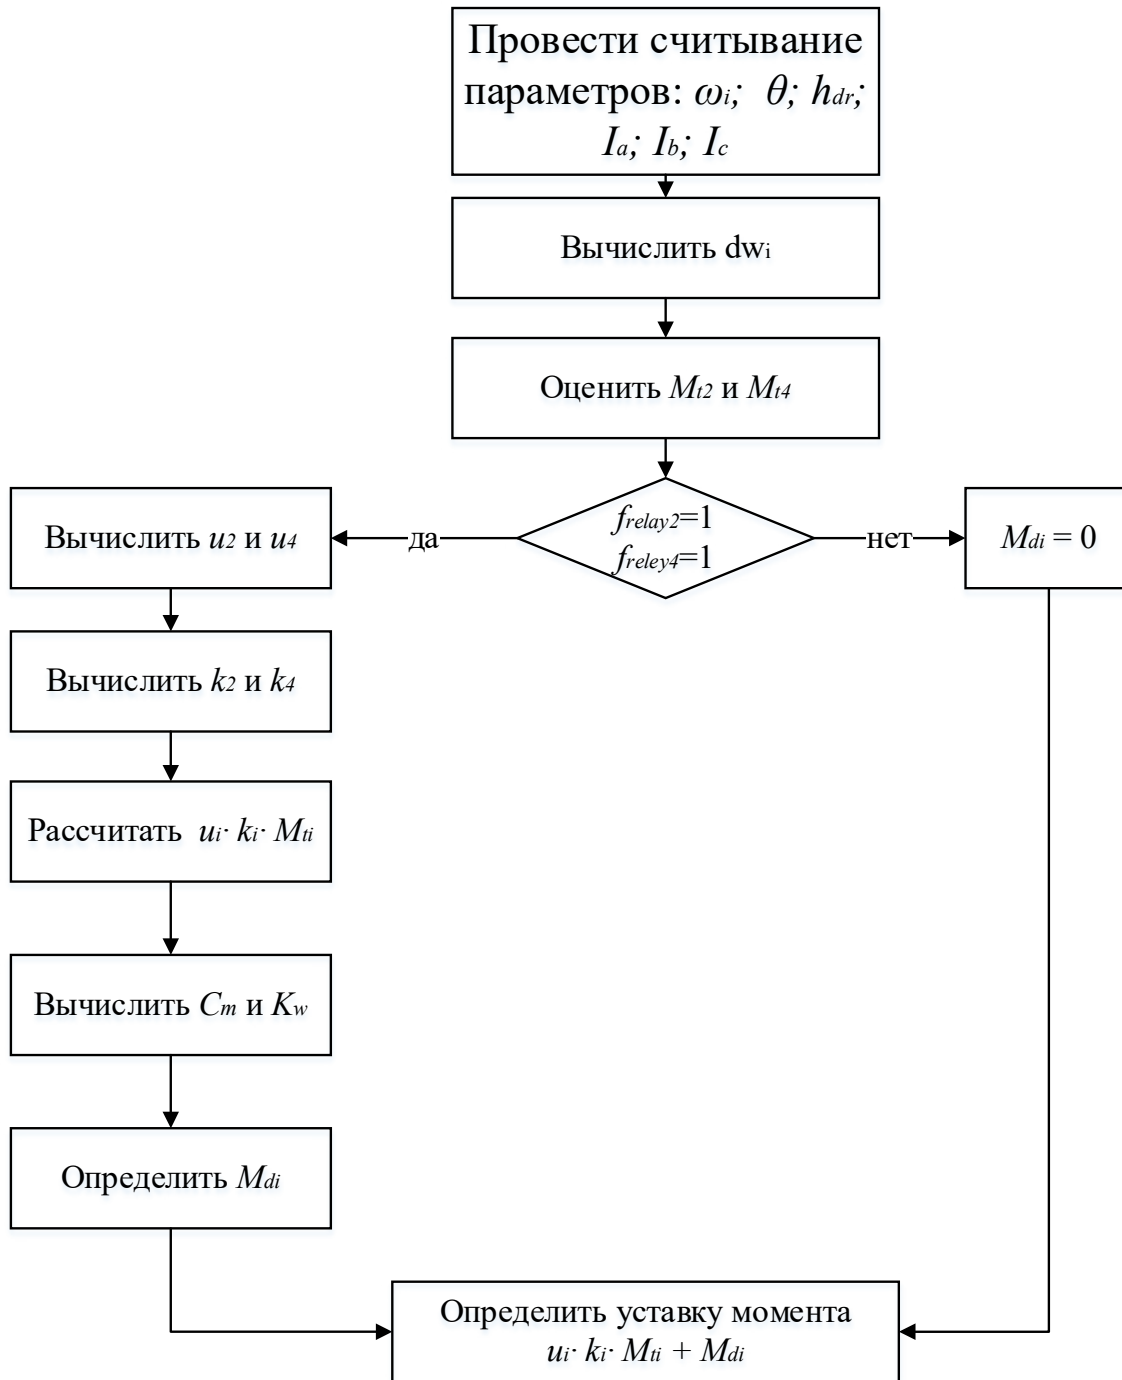 Провести считывание
параметров: ωi; θ; hdr;
Ia; Ib; Ic
Вычислить dwi
Оценить Mt2 и Mt4
frelay2=1
freley4=1
да
нет
Вычислить u2 и u4
Mdi = 0
Вычислить k2 и k4
Рассчитать ui· ki· Mti
Вычислить Cm и Kw
Определить Mdi
Определить уставку момента
ui· ki· Mti + Mdi